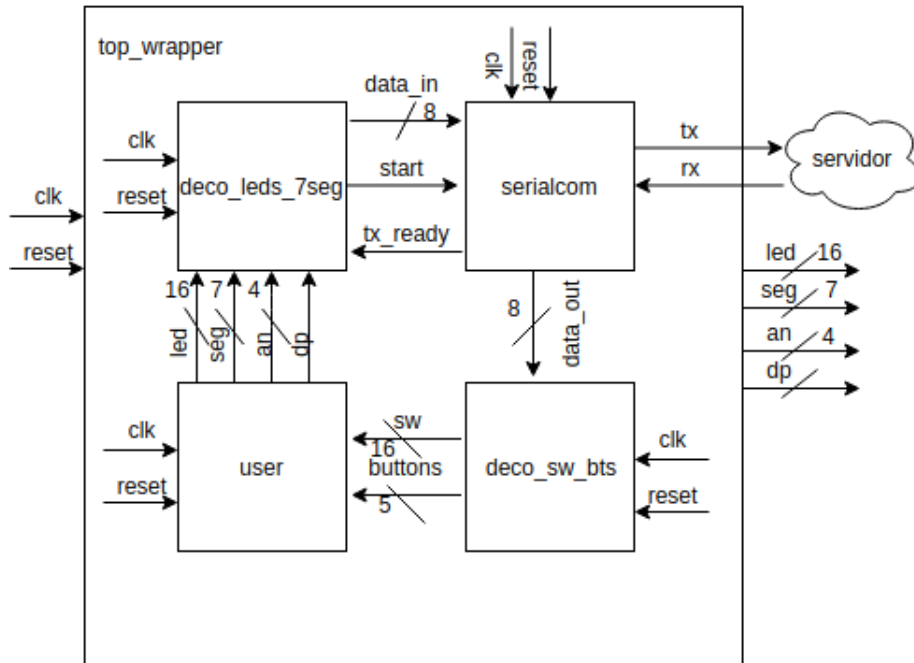 top_wrapper
clk
reset
data_in
8
clk
reset
deco_leds_7seg
start
serialcom
tx
rx
servidor
clk
reset
tx_ready
led
16
seg
7
an
4
dp
16
7
4
led
seg
an
dp
8
data_out
clk
reset
user
sw
16
buttons
5
deco_sw_bts
clk
reset